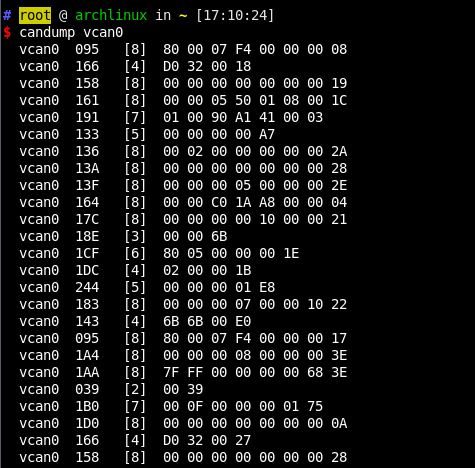 # root @ archlinux in ~ [17:10:24]
$ candump vcan0
vcan0  095   [8]  80 00 07 F4 00 00 00 08
vcan0  166   [4]  D0 32 00 18
vcan0  158   [8]  00 00 00 00 00 00 00 19
vcan0  161   [8]  00 00 05 50 01 08 00 1C
vcan0  191   [7]  01 00 90 A1 41 00 03
vcan0  133   [5]  00 00 00 00 A7
vcan0  136   [8]  00 02 00 00 00 00 00 2A
vcan0  13A   [8]  00 00 00 00 00 00 00 28
vcan0  13F   [8]  00 00 00 05 00 00 00 2E
vcan0  164   [8]  00 00 C0 1A A8 00 00 04
vcan0  17C   [8]  00 00 00 00 10 00 00 21
vcan0  18E   [3]  00 00 6B
vcan0  1CF   [6]  80 05 00 00 00 1E
vcan0  1DC   [4]  02 00 00 1B
vcan0  244   [5]  00 00 00 01 E8
vcan0  183   [8]  00 00 00 07 00 00 10 22
vcan0  143   [4]  6B 6B 00 E0
vcan0  095   [8]  80 00 07 F4 00 00 00 17
vcan0  1A4   [8]  00 00 00 08 00 00 00 3E
vcan0  1AA   [8]  7F FF 00 00 00 00 68 3E
vcan0  039   [2]  00 39
vcan0  1B0   [7]  00 0F 00 00 00 01 75
vcan0  1D0   [8]  00 00 00 00 00 00 00 0A
vcan0  166   [4]  D0 32 00 27
vcan0  158   [8]  00 00 00 00 00 00 00 28